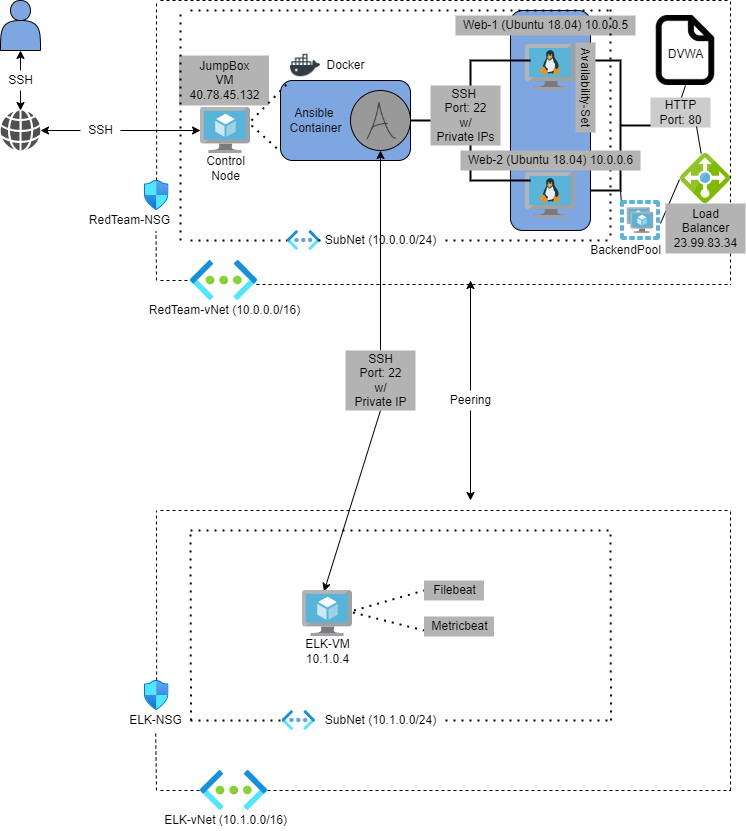 Web-1 (Ubuntu 18.04) 10.0.0.5
SSH
JumpBox
VM
40.78.45.132
Docker
Availability-Set
DVWA
SSH
Ansible
Container
SSH
Port: 22
w/
Private IPs
HTTP
Port: 80
Control
Node
Web-2 (Ubuntu 18.04) 10.0.0.6
RedTeam-NSG
Load
Balancer
23.99.83.34
SubNet (10.0.0.0/24)
BackendPool
RedTeam-vNet (10.0.0.0/16)
SSH
Port: 22
w/
Private IP
Peering
Filebeat
Metricbeat
ELK-VM
10.1.0.4
ELK-NSG
SubNet (10.1.0.0/24)
ELK-vNet (10.1.0.0/16)